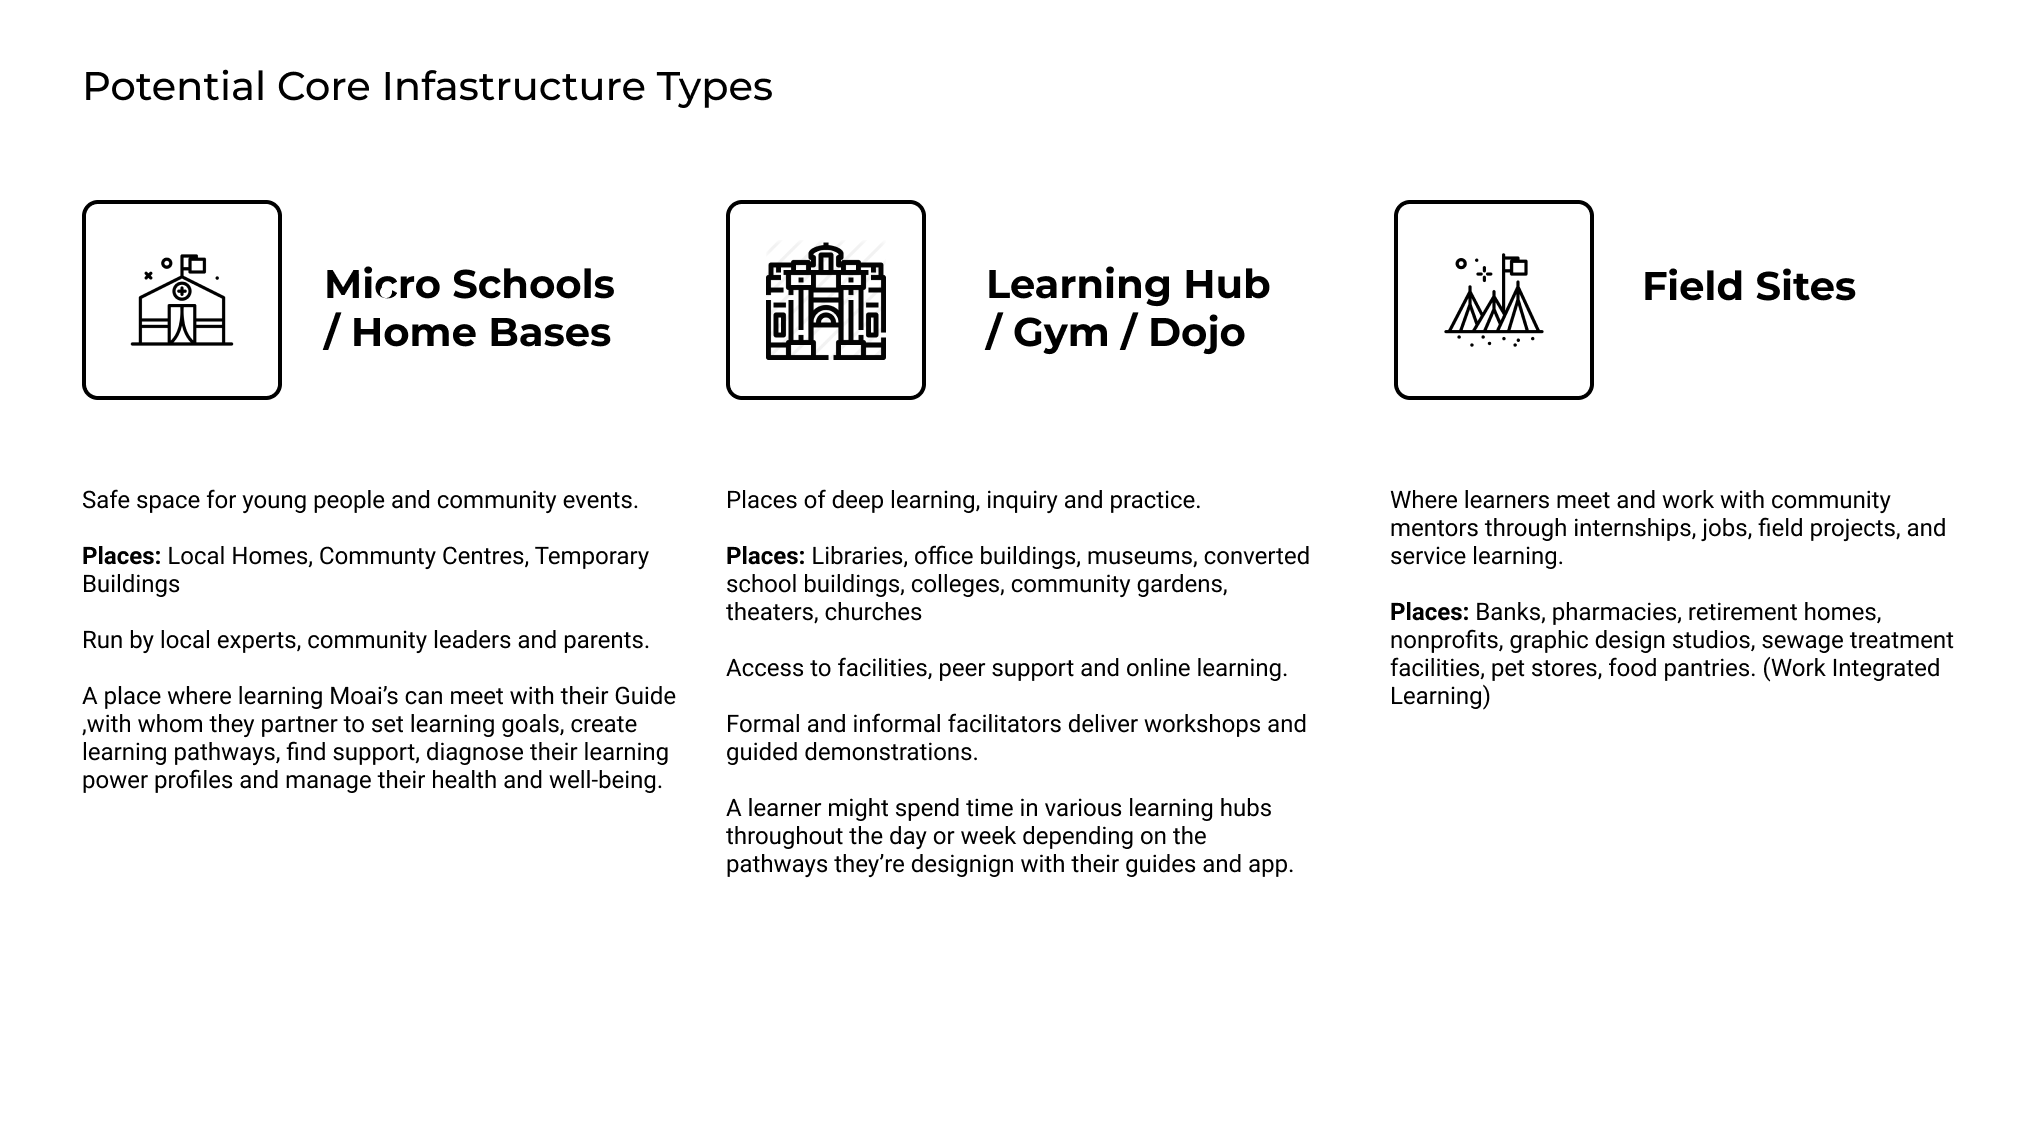 Potential Core Infastructure Types
Micro Schools
/ Home Bases
Safe space for young people and community events.
Places: Local Homes, Communty Centres, Temporary
Buildings
Run by local experts, community leaders and parents.
A place where learning Moai’s can meet with their Guide
,with whom they partner to set learning goals, create
learning pathways, find support, diagnose their learning
power profiles and manage their health and well-being.
Learning Hub
/ Gym / Dojo
Places of deep learning, inquiry and practice.
Places: Libraries, office buildings, museums, converted
school buildings, colleges, community gardens,
theaters, churches
Access to facilities, peer support and online learning.
Formal and informal facilitators deliver workshops and
guided demonstrations.
A learner might spend time in various learning hubs
throughout the day or week depending on the
pathways they’re designign with their guides and app.
Field Sites
Where learners meet and work with community
mentors through internships, jobs, field projects, and
service learning.
Places: Banks, pharmacies, retirement homes,
nonprofits, graphic design studios, sewage treatment
facilities, pet stores, food pantries. (Work Integrated
Learning)